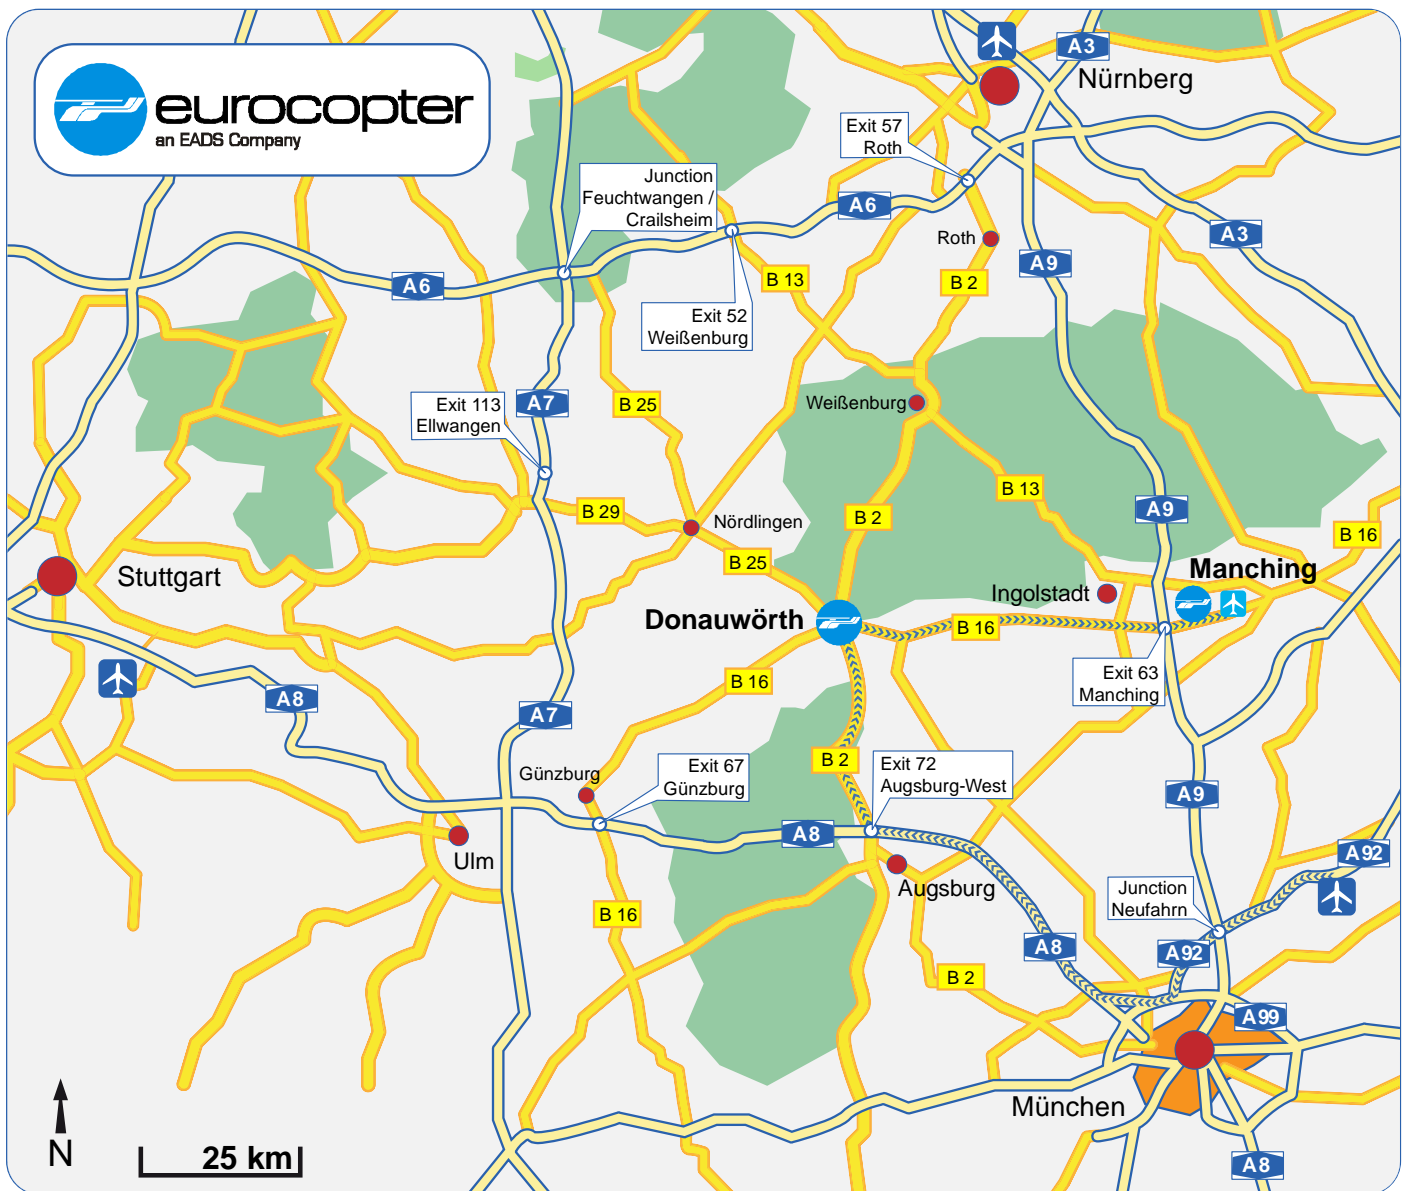 eurocopter
an EADS Company
A3
Nürnberg
Exit 57
Roth
Junction
Feuchtwangen /
Crailsheim
A6
A3
Roth
A9
A6
B 13
B 2
Exit 52
Weißenburg
Exit 113
Ellwangen
A7
B 25
Weißenburg
B 13
B 29
Nördlingen
B 2
A9
B 16
B 25
Stuttgart
Manching
Ingolstadt
Donauwörth
B 16
Exit 63
Manching
B 16
A8
A7
B 2
Günzburg
Exit 67
Günzburg
Exit 72
Augsburg-West
A9
A8
Ulm
A92
Augsburg
Junction
Neufahrn
B 16
A8
A92
B 2
A99
München
N
25 km
A8